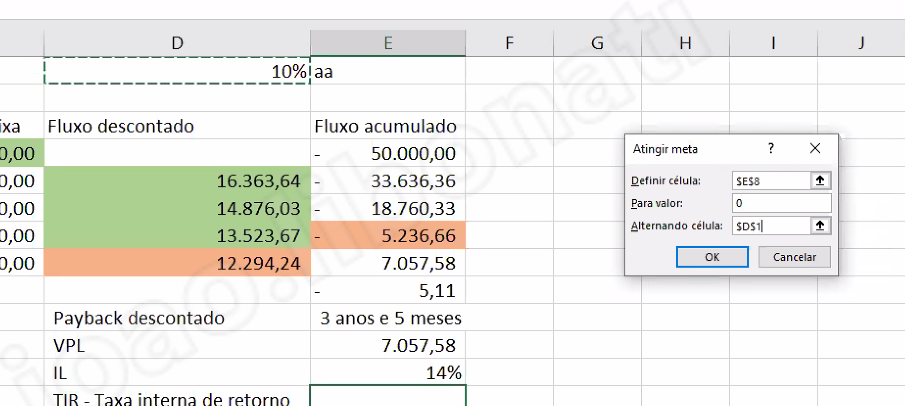 D E F G H I J
10% aa
ixa Fluxo descontado Fluxo acumulado
0,00 - 50.000,00
0,00 16.363,64 - 33.636,36
0,00 14.876,03 - 18.760,33
0,00 13.523,67 - 5.236,66
0,00 12.294,24 7.057,58
- 5,11
Payback descontado 3 anos e 5 meses
VPL 7.057,58
IL 14%
TIR - Taxa interna de retorno
Atingir meta ? ×
Definir célula: $E$8
Para valor: 0
Alternando célula: $D$1
OK Cancelar